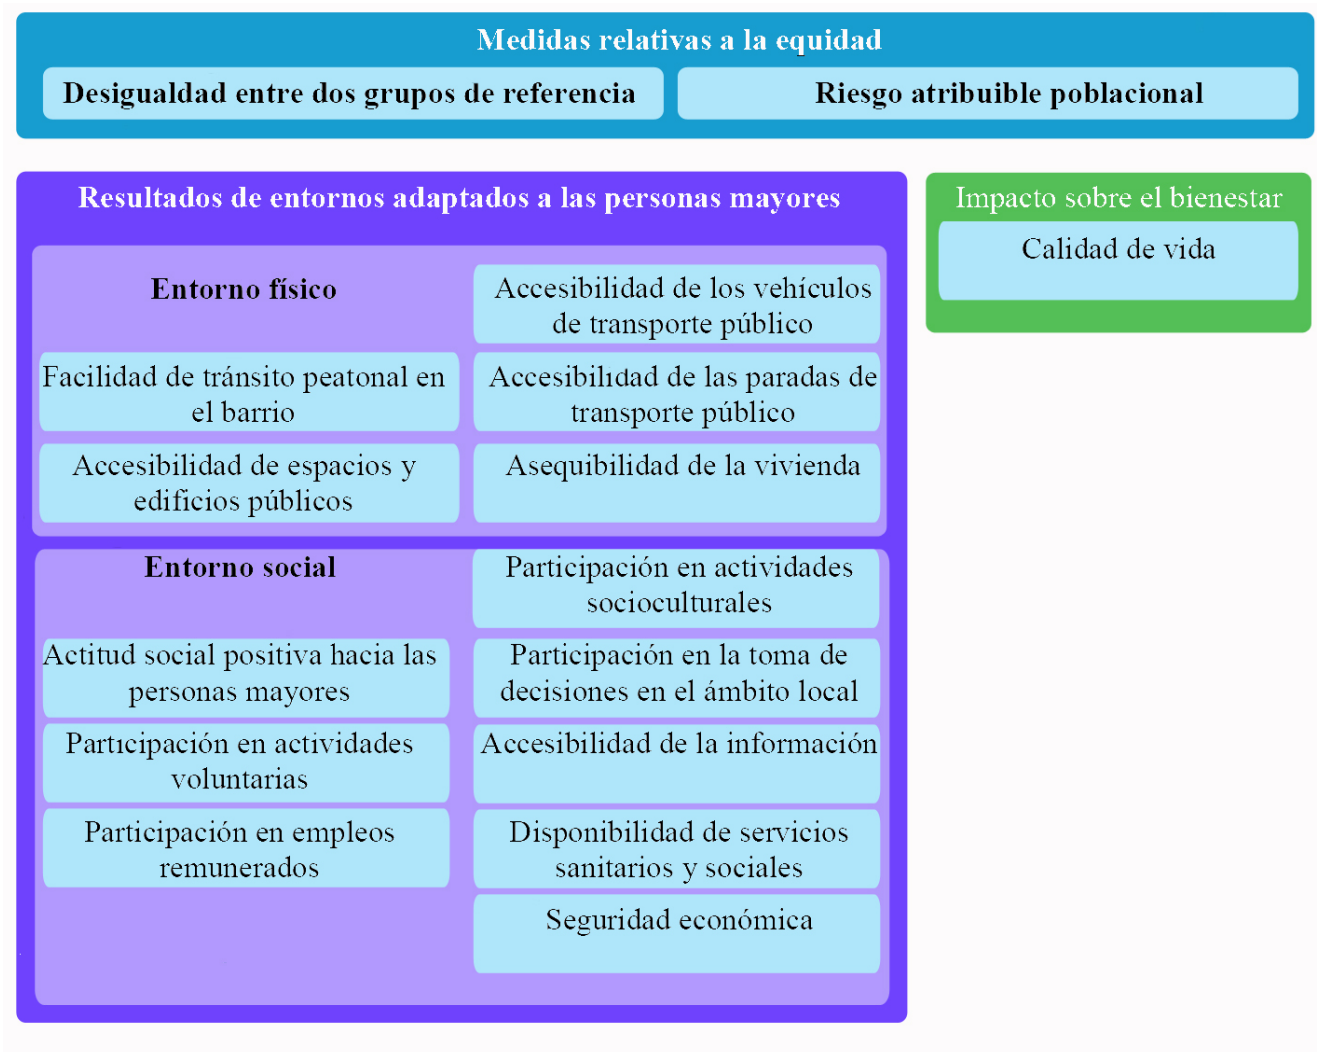 Medidas relativas a la equidad
Desigualdad entre dos grupos de referencia
Riesgo atribuible poblacional
Resultados de entornos adaptados a las personas mayores
Entorno físico
Accesibilidad de los vehículos
de transporte público
Facilidad de tránsito peatonal en
el barrio
Accesibilidad de las paradas de
transporte público
Accesibilidad de espacios y
edificios públicos
Asequibilidad de la vivienda
Entorno social
Participación en actividades
socioculturales
Actitud social positiva hacia las
personas mayores
Participación en la toma de
decisiones en el ámbito local
Participación en actividades
voluntarias
Accesibilidad de la información
Participación en empleos
remunerados
Disponibilidad de servicios
sanitarios y sociales
Seguridad económica
Impacto sobre el bienestar
Calidad de vida